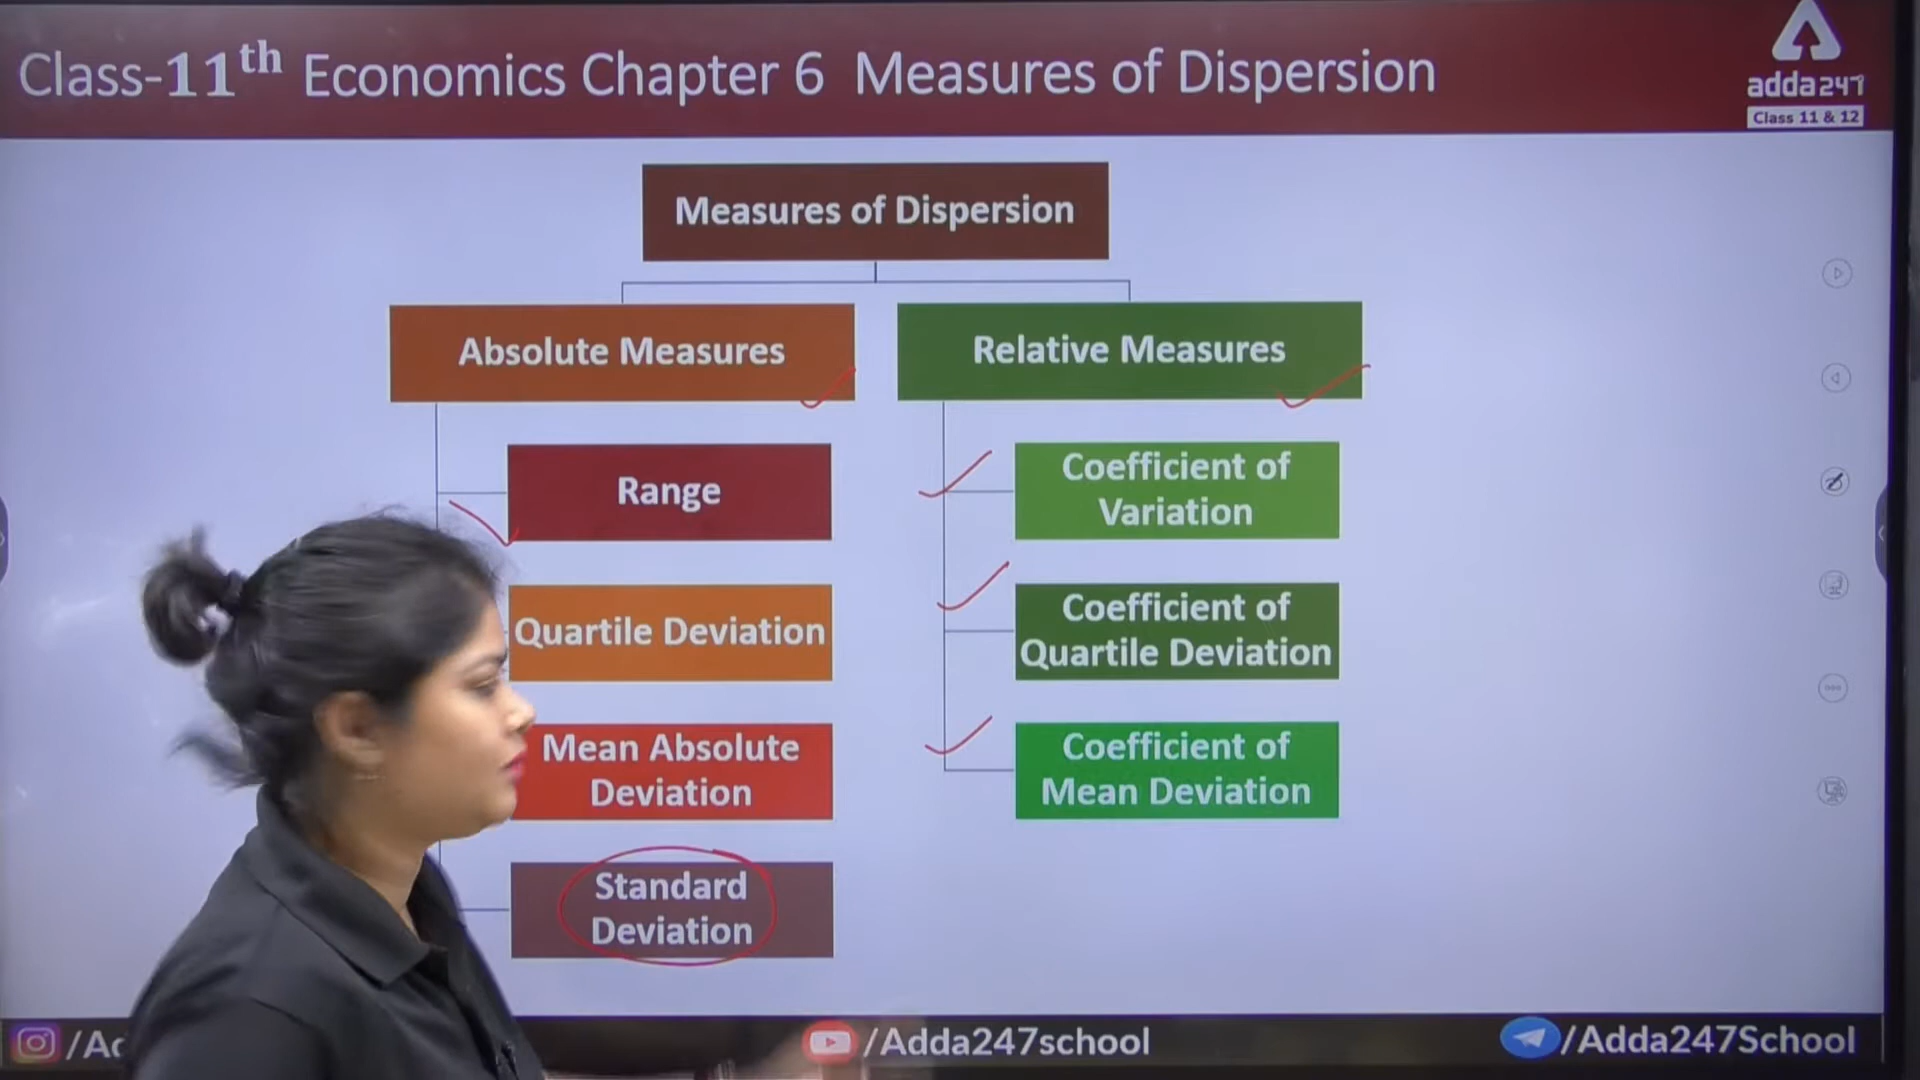 Class-11th Economics Chapter 6 Measures of Dispersion
adda247
Class 11 & 12
Measures of Dispersion
Absolute Measures
Relative Measures
Range
Coefficient of
Variation
Quartile Deviation
Coefficient of
Quartile Deviation
Mean Absolute
Deviation
Coefficient of
Mean Deviation
Standard
Deviation
/Adda247school
/Adda247School